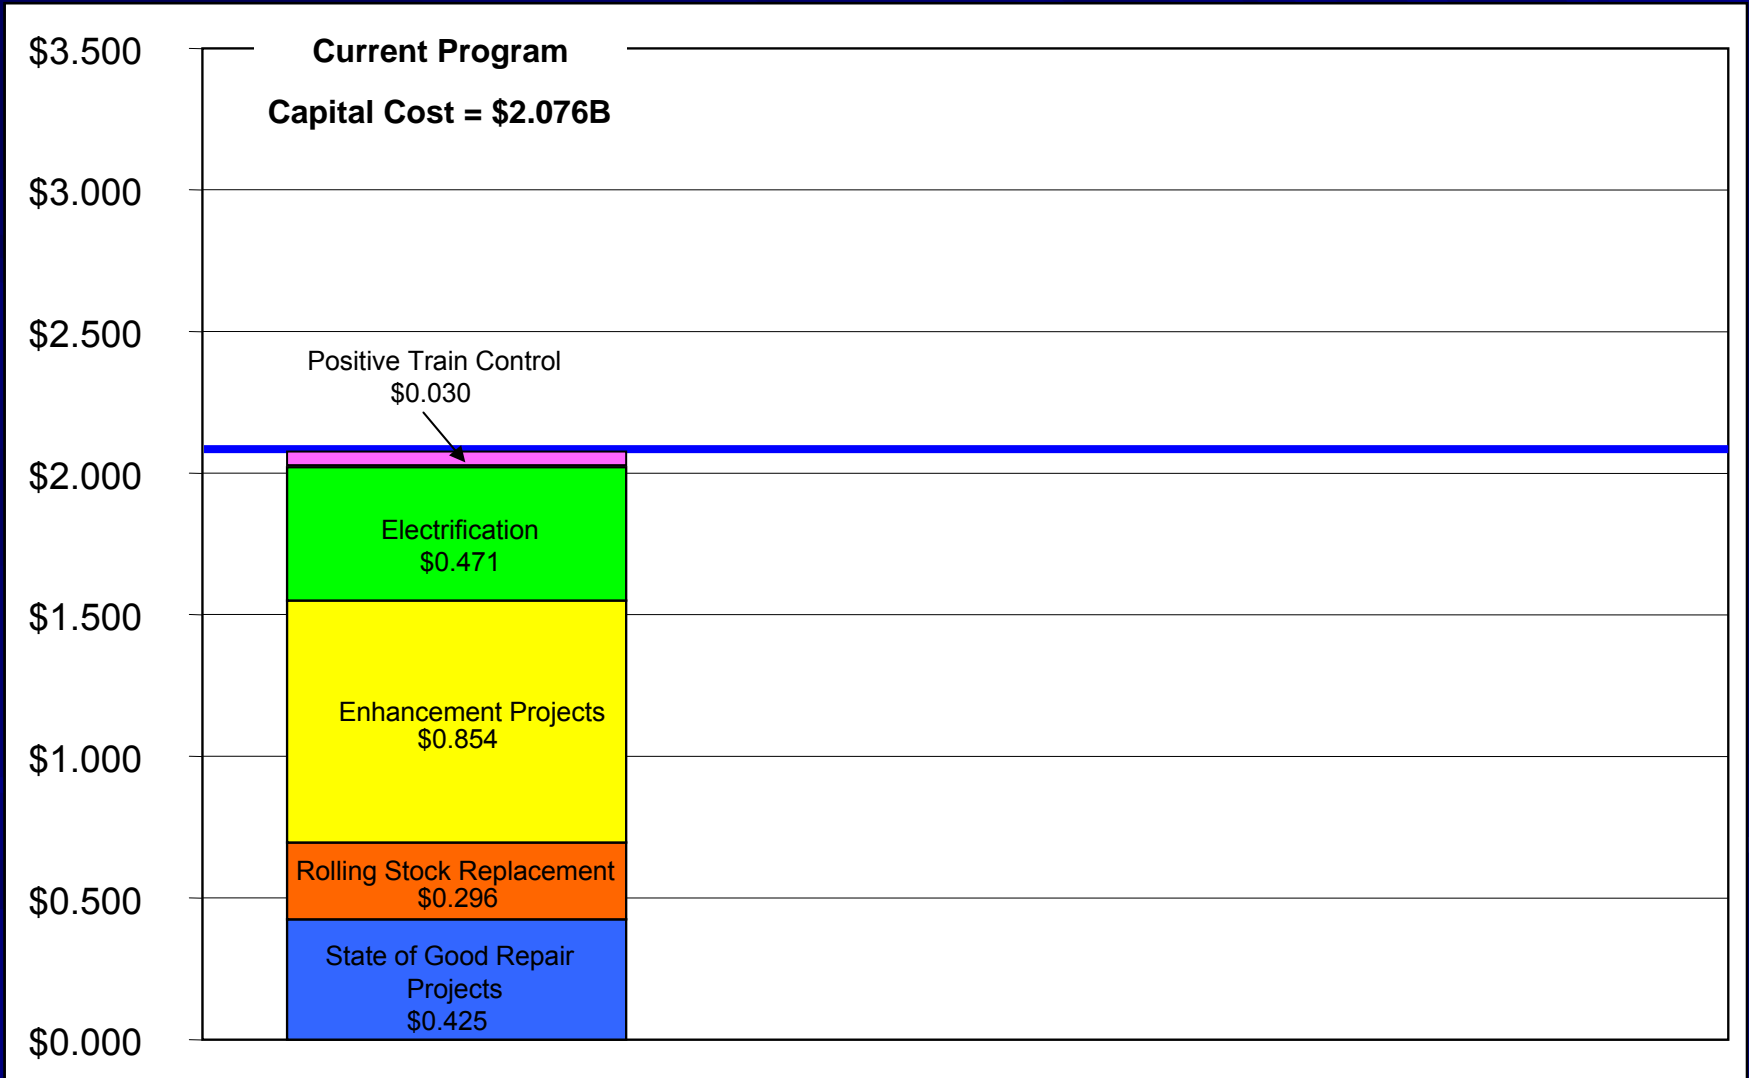 $3.500
Current Program
Capital Cost = $2.076B
$3.000
$2.500
Positive Train Control
$0.030
$2.000
Electrification
$0.471
$1.500
Enhancement Projects
$0.854
$1.000
Rolling Stock Replacement
$0.296
$0.500
State of Good Repair
Projects
$0.425
$0.000